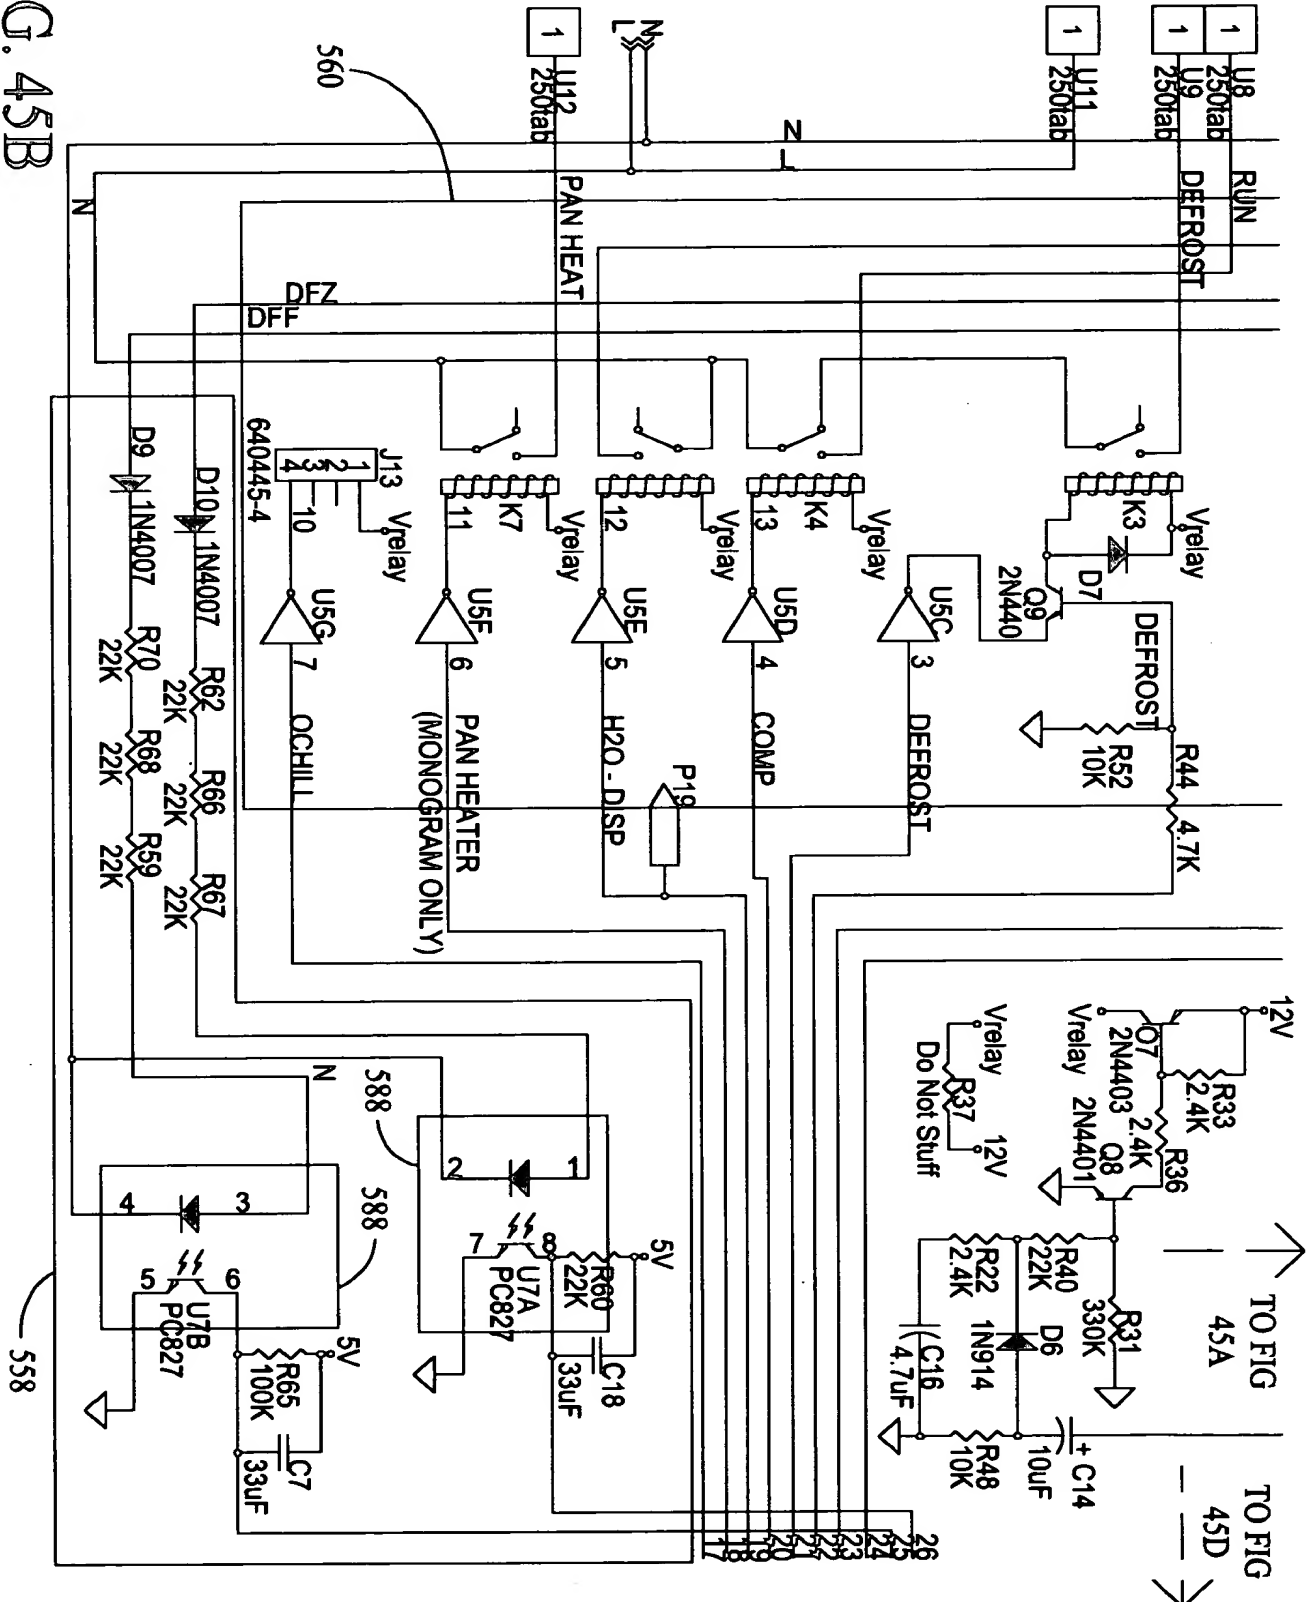 1
U8
250tab
RUN
1
U9
250tab
DEFROST
1
U11
250tab
N
L
N
L
1
U12
250tab
PAN HEAT
560
N
DFZ
DFF
Vrelay
K3
D7
Q9
2N440
DEFROST
R52
10K
R44
4.7K
U5C
3
DEFROST
Vrelay
K4
13
U5D
4
COMP
Vrelay
12
U5E
5
H2O - DISP
P19
Vrelay
K7
11
U5F
6
PAN HEATER
(MONOGRAM ONLY)
J13
1
2
3
4
640445-4
Vrelay
10
U5G
7
OCHILL
D10
1N4007
R62
22K
R66
22K
R67
22K
D9
1N4007
R70
22K
R68
22K
R59
22K
12V
R33
2.4K
Q7
2N4403
Vrelay
R36
2.4K
Q8
2N4401
Vrelay
R37
12V
Do Not Stuff
R31
330K
R40
22K
R22
2.4K
D6
1N914
C16
4.7uF
R48
10K
+
C14
10uF
TO FIG
45A
TO FIG
45D
N
588
1
2
7
8
U7A
PC827
R60
22K
5V
C18
33uF
588
3
4
5
6
U7B
PC827
5V
R65
100K
C7
33uF
558
17
18
19
20
21
22
23
24
25
26
G. 45B